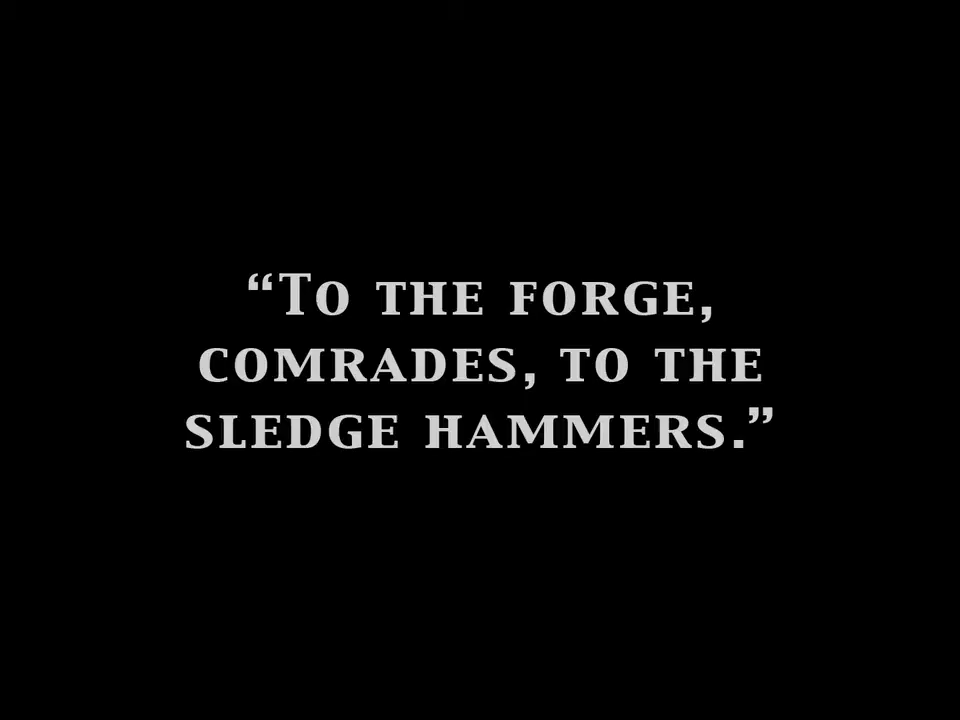 “To the forge,
comrades, to the
sledge hammers.”